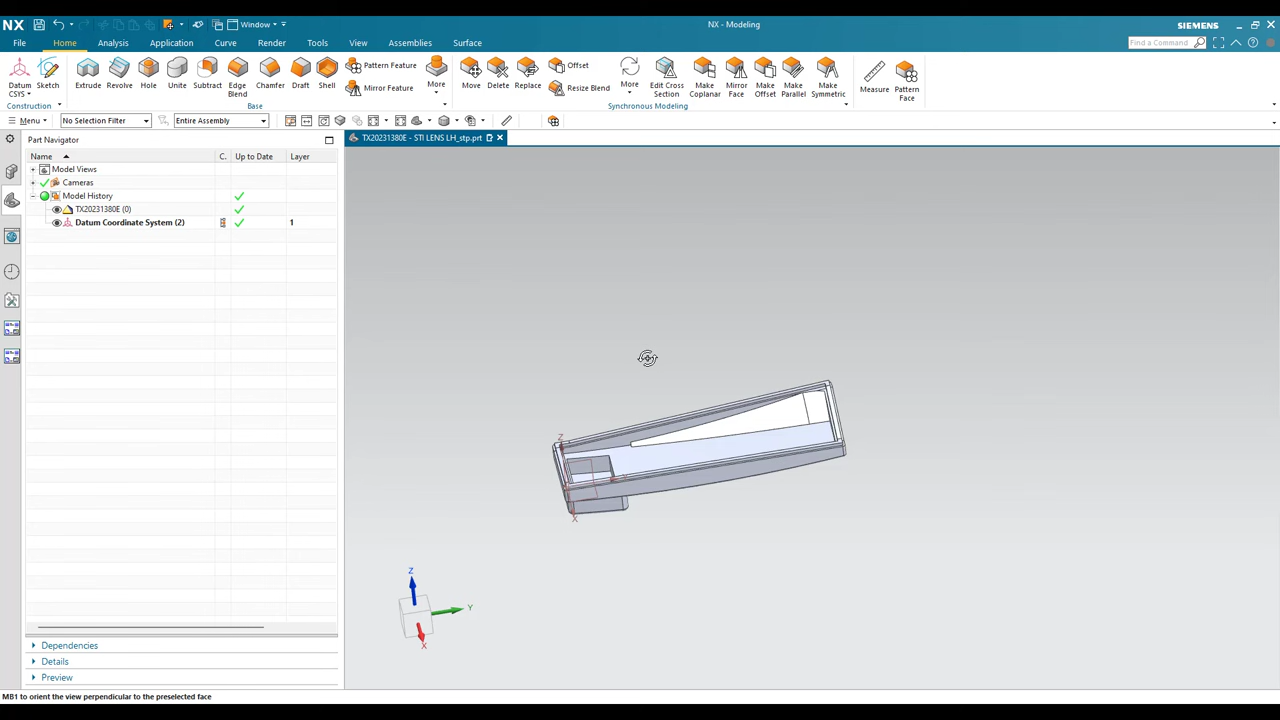 NX Window NX - Modeling SIEMENS
File Home Analysis Application Curve Render Tools View Assemblies Surface Find a Command
Datum CSYS Sketch Extrude Revolve Hole Unite Subtract Edge Blend Chamfer Draft Shell Pattern Feature Mirror Feature More Move Delete Replace Offset Resize Blend More Edit Cross Section Make Coplanar Mirror Face Make Offset Make Parallel Make Symmetric Measure Pattern Face
Construction Base Synchronous Modeling
Menu No Selection Filter Entire Assembly
Part Navigator TX20231380E - STI LENS LH_stp.prt
Name C. Up to Date Layer
Model Views
Cameras
Model History
TX20231380E (0)
Datum Coordinate System (2) 1
Z
X
Z
Y
X
Dependencies
Details
Preview
MB1 to orient the view perpendicular to the preselected face